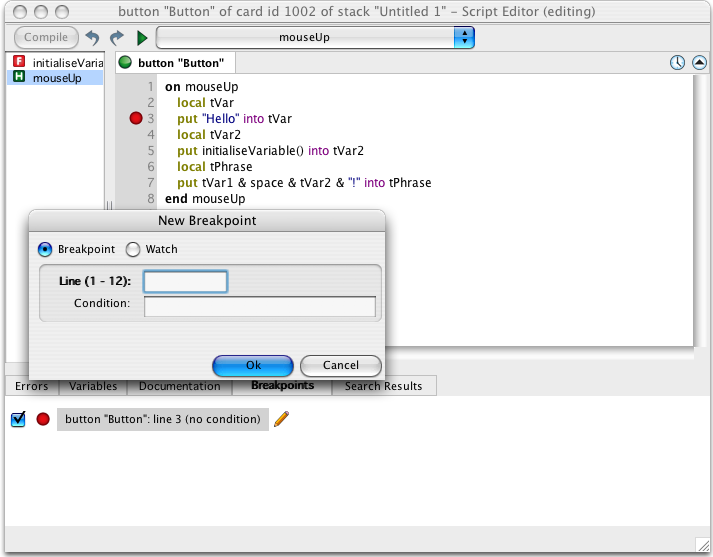 button "Button" of card id 1002 of stack "Untitled 1" - Script Editor (editing)
Compile
mouseUp
F initialiseVaria
H mouseUp
button "Button"
1 on mouseUp
2 local tVar
3 put "Hello" into tVar
4 local tVar2
5 put initialiseVariable() into tVar2
6 local tPhrase
7 put tVar1 & space & tVar2 & "!" into tPhrase
8 end mouseUp
New Breakpoint
Breakpoint Watch
Line (1 - 12):
Condition:
Ok Cancel
Errors Variables Documentation Breakpoints Search Results
button "Button": line 3 (no condition)